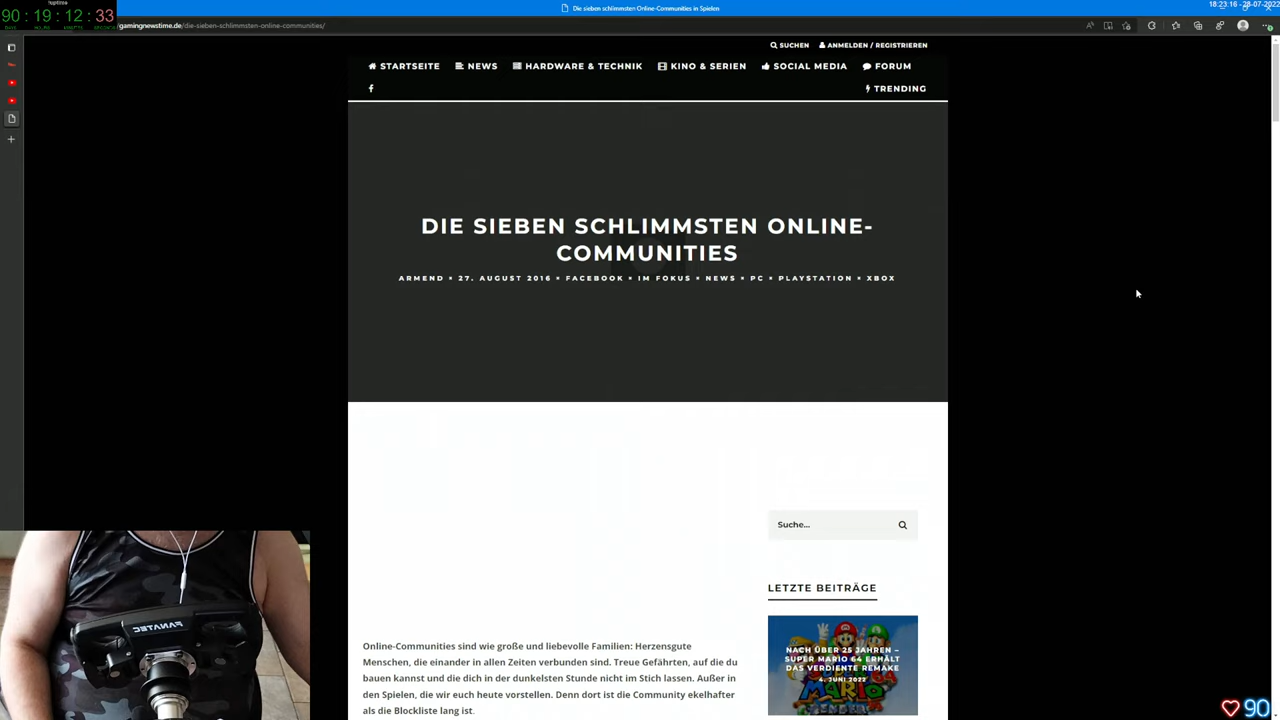 Die sieben schlimmsten Online-Communities in Spielen
18:23:16 - 28-07-2022
90 : 19 : 12 : 33
gamingnewstime.de/die-sieben-schlimmsten-online-communities/
SUCHEN ANMELDEN / REGISTRIEREN
STARTSEITE NEWS HARDWARE & TECHNIK KINO & SERIEN SOCIAL MEDIA FORUM
TRENDING
DIE SIEBEN SCHLIMMSTEN ONLINE-
COMMUNITIES
ARMEND × 27. AUGUST 2016 × FACEBOOK × IM FOKUS × NEWS × PC × PLAYSTATION × XBOX
Suche...
LETZTE BEITRÄGE
NACH ÜBER 25 JAHREN –
SUPER MARIO 64 ERHÄLT
DAS VERDIENTE REMAKE
4. JUNI 2022
Online-Communities sind wie große und liebevolle Familien: Herzensgute
Menschen, die einander in allen Zeiten verbunden sind. Treue Gefährten, auf die du
bauen kannst und die dich in der dunkelsten Stunde nicht im Stich lassen. Außer in
den Spielen, die wir euch heute vorstellen. Denn dort ist die Community ekelhafter
als die Blockliste lang ist.
FANATEC
90